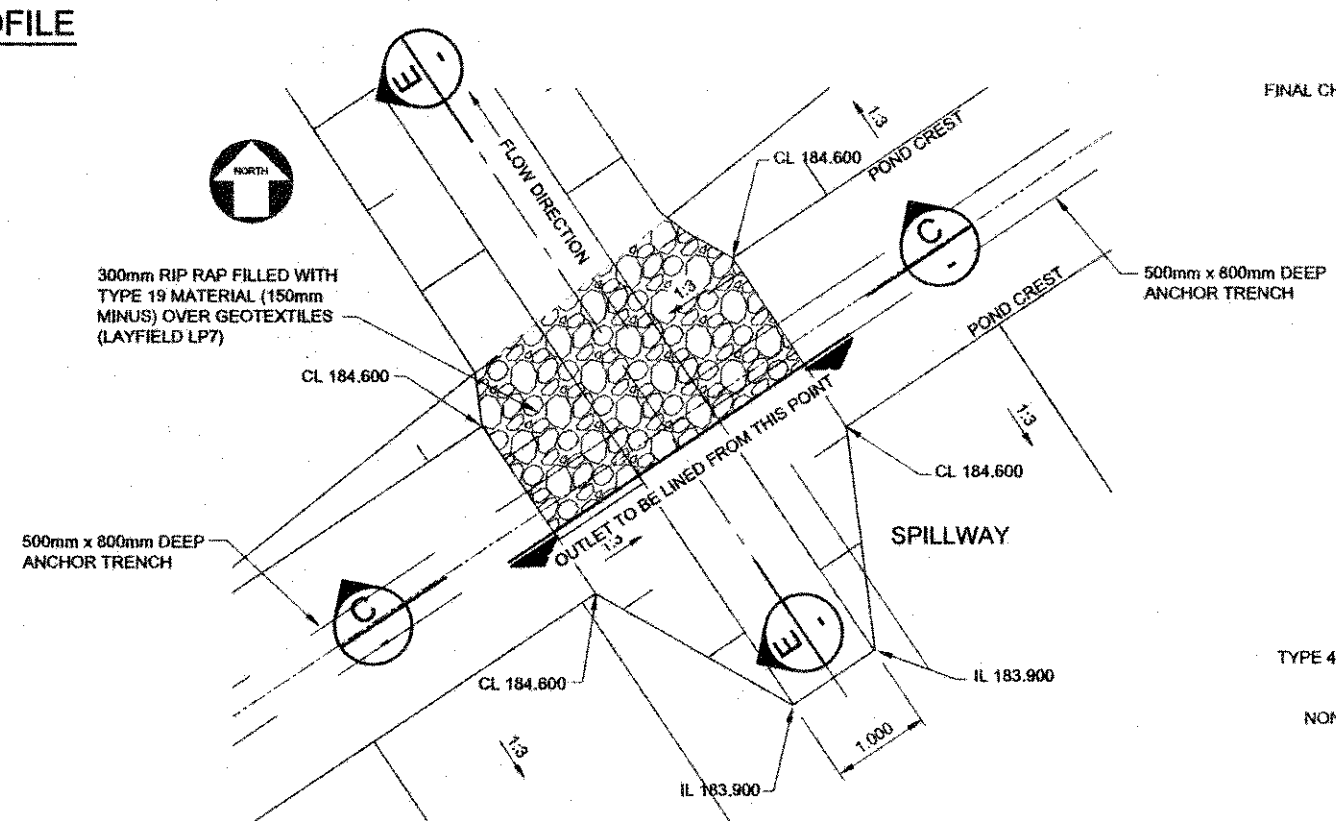 OFILE
E
-
FINAL CH
1:3
POND CREST
FLOW DIRECTION
CL 184.600
NORTH
C
-
300mm RIP RAP FILLED WITH
TYPE 19 MATERIAL (150mm
MINUS) OVER GEOTEXTILES
(LAYFIELD LP7)
1:3
500mm x 800mm DEEP
ANCHOR TRENCH
POND CREST
CL 184.600
1:3
OUTLET TO BE LINED FROM THIS POINT
CL 184.600
500mm x 800mm DEEP
ANCHOR TRENCH
1:3
SPILLWAY
C
-
E
-
TYPE 4
CL 184.600
IL 183.900
NON
1:3
1.000
IL 183.900